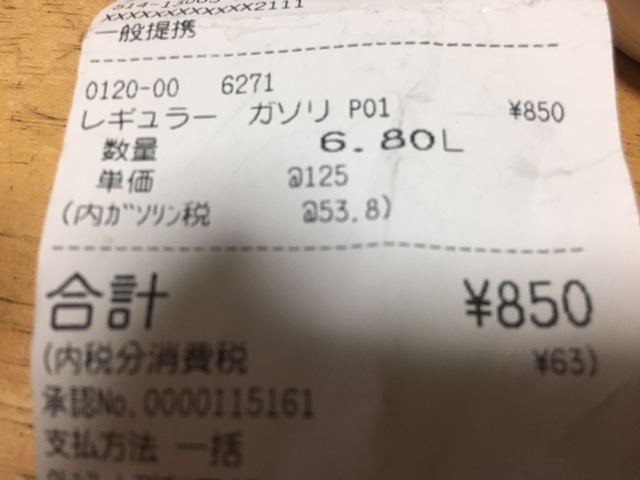 XXXXXXXXXXXX2111
一般提携
0120-00 6271
レギュラー ガソリ P01 ¥850
数量 6.80L
単価 @125
(内ガソリン税 @53.8)
合計 ¥850
(内税分消費税 ¥63)
承認No.0000115161
支払方法 一括